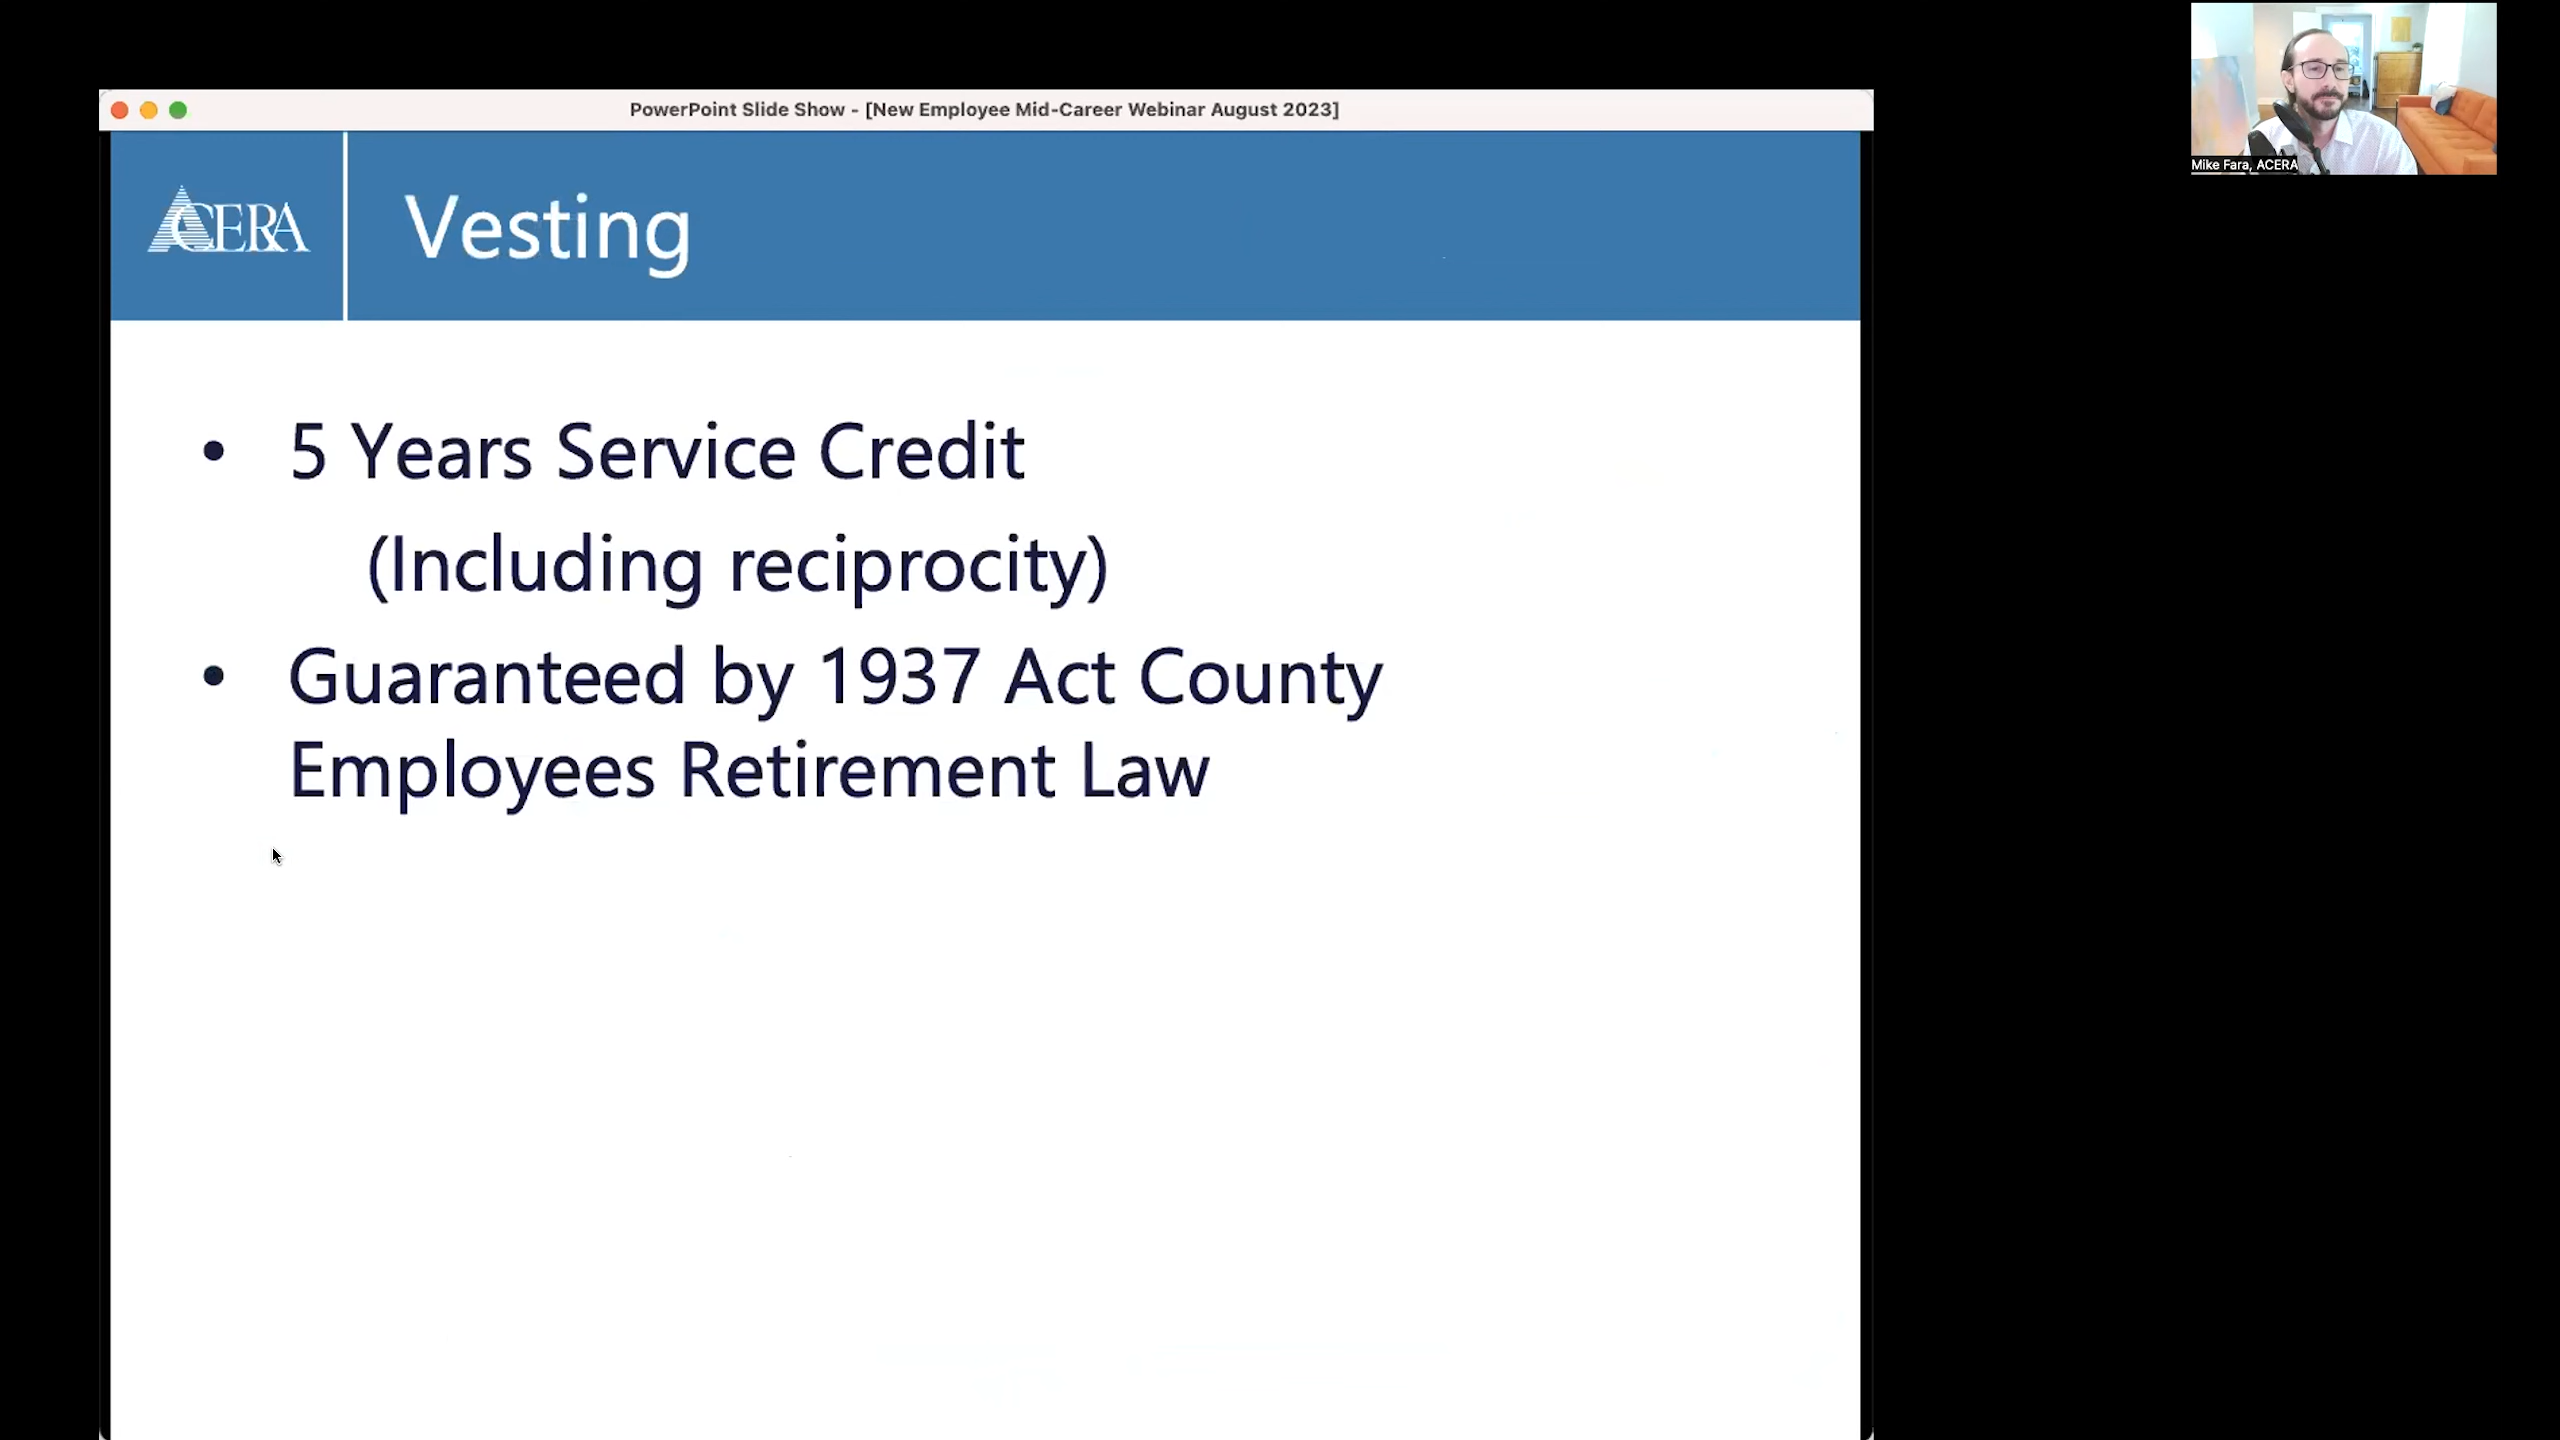 PowerPoint Slide Show - [New Employee Mid-Career Webinar August 2023]
Mike Fara, ACERA
ACERA
Vesting
• 5 Years Service Credit
(Including reciprocity)
• Guaranteed by 1937 Act County
Employees Retirement Law